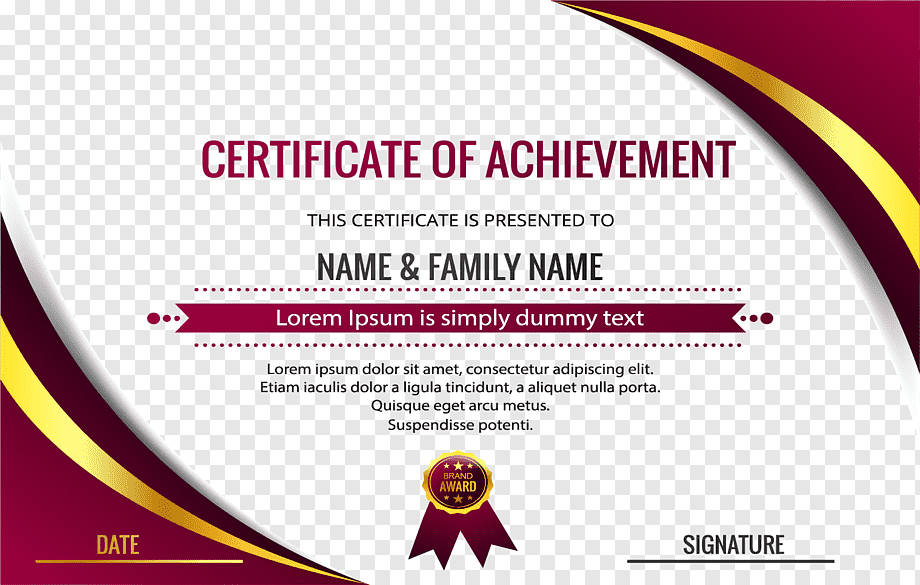 CERTIFICATE OF ACHIEVEMENT
THIS CERTIFICATE IS PRESENTED TO
NAME & FAMILY NAME
Lorem Ipsum is simply dummy text
Lorem ipsum dolor sit amet, consectetur adipiscing elit.
Etiam iaculis dolor a ligula tincidunt, a aliquet nulla porta.
Quisque eget arcu metus.
Suspendisse potenti.
BRAND
AWARD
DATE
SIGNATURE